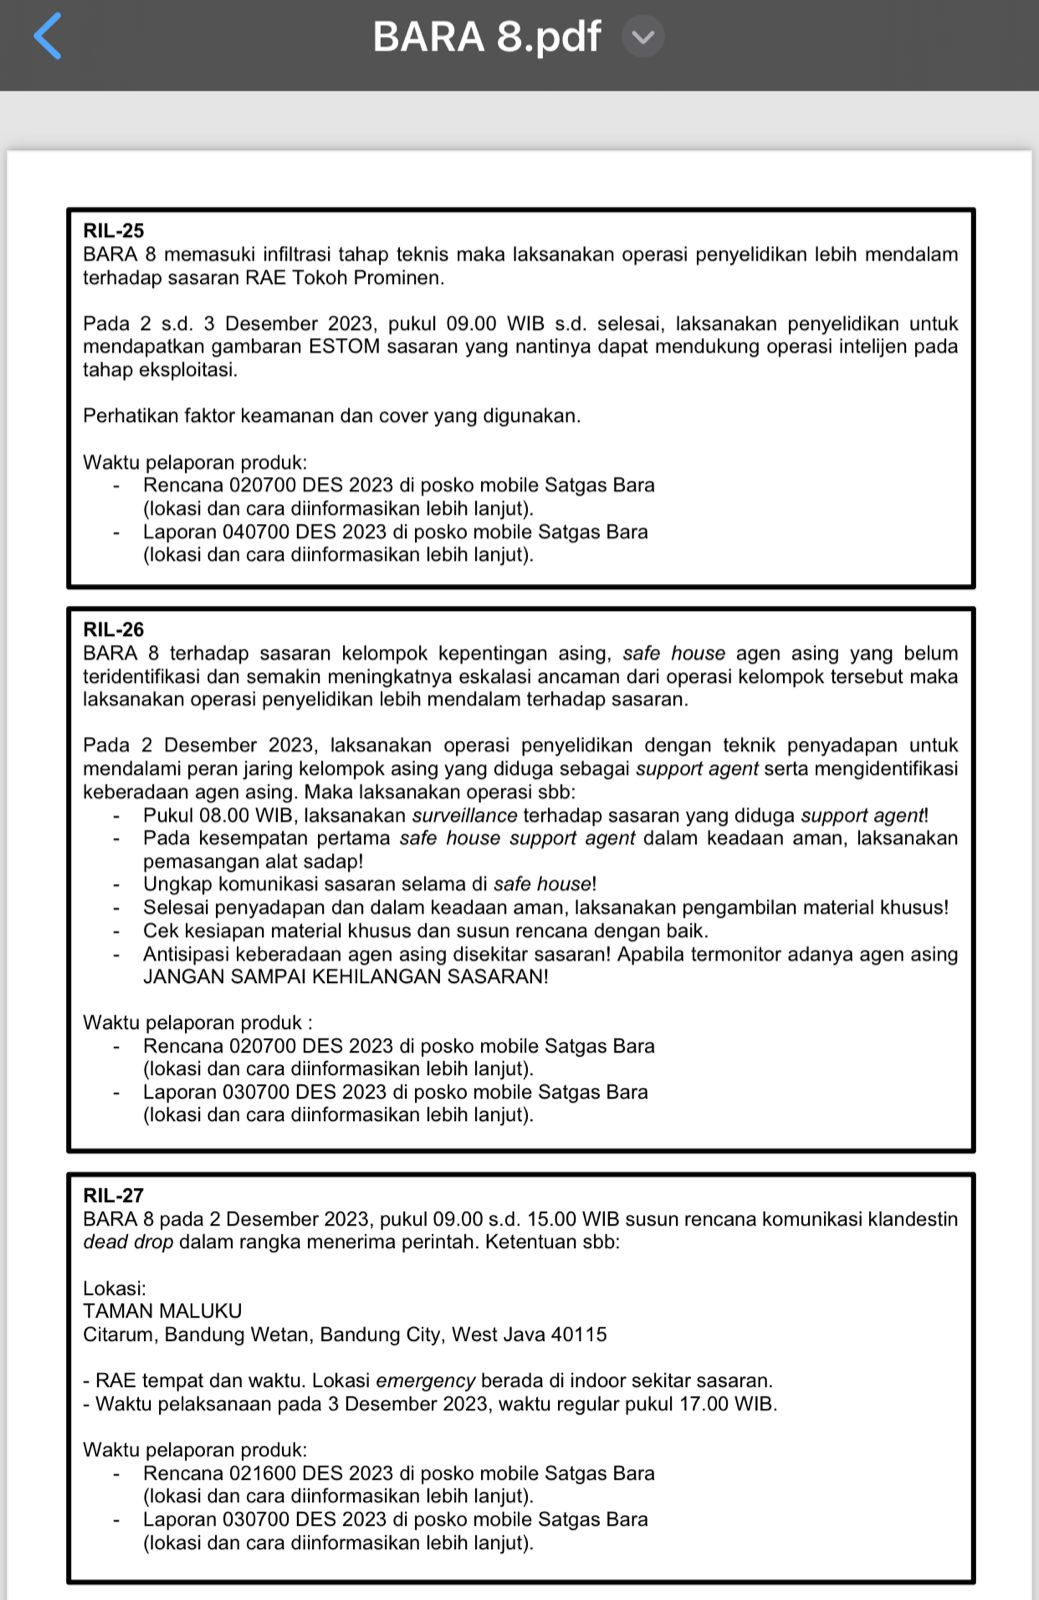 BARA 8.pdf
RIL-25
BARA 8 memasuki infiltrasi tahap teknis maka laksanakan operasi penyelidikan lebih mendalam
terhadap sasaran RAE Tokoh Prominen.
Pada 2 s.d. 3 Desember 2023, pukul 09.00 WIB s.d. selesai, laksanakan penyelidikan untuk
mendapatkan gambaran ESTOM sasaran yang nantinya dapat mendukung operasi intelijen pada
tahap eksploitasi.
Perhatikan faktor keamanan dan cover yang digunakan.
Waktu pelaporan produk:
- Rencana 020700 DES 2023 di posko mobile Satgas Bara
(lokasi dan cara diinformasikan lebih lanjut).
- Laporan 040700 DES 2023 di posko mobile Satgas Bara
(lokasi dan cara diinformasikan lebih lanjut).
RIL-26
BARA 8 terhadap sasaran kelompok kepentingan asing, safe house agen asing yang belum
teridentifikasi dan semakin meningkatnya eskalasi ancaman dari operasi kelompok tersebut maka
laksanakan operasi penyelidikan lebih mendalam terhadap sasaran.
Pada 2 Desember 2023, laksanakan operasi penyelidikan dengan teknik penyadapan untuk
mendalami peran jaring kelompok asing yang diduga sebagai support agent serta mengidentifikasi
keberadaan agen asing. Maka laksanakan operasi sbb:
- Pukul 08.00 WIB, laksanakan surveillance terhadap sasaran yang diduga support agent!
- Pada kesempatan pertama safe house support agent dalam keadaan aman, laksanakan
pemasangan alat sadap!
- Ungkap komunikasi sasaran selama di safe house!
- Selesai penyadapan dan dalam keadaan aman, laksanakan pengambilan material khusus!
- Cek kesiapan material khusus dan susun rencana dengan baik.
- Antisipasi keberadaan agen asing disekitar sasaran! Apabila termonitor adanya agen asing
JANGAN SAMPAI KEHILANGAN SASARAN!
Waktu pelaporan produk :
- Rencana 020700 DES 2023 di posko mobile Satgas Bara
(lokasi dan cara diinformasikan lebih lanjut).
- Laporan 030700 DES 2023 di posko mobile Satgas Bara
(lokasi dan cara diinformasikan lebih lanjut).
RIL-27
BARA 8 pada 2 Desember 2023, pukul 09.00 s.d. 15.00 WIB susun rencana komunikasi klandestin
dead drop dalam rangka menerima perintah. Ketentuan sbb:
Lokasi:
TAMAN MALUKU
Citarum, Bandung Wetan, Bandung City, West Java 40115
- RAE tempat dan waktu. Lokasi emergency berada di indoor sekitar sasaran.
- Waktu pelaksanaan pada 3 Desember 2023, waktu regular pukul 17.00 WIB.
Waktu pelaporan produk:
- Rencana 021600 DES 2023 di posko mobile Satgas Bara
(lokasi dan cara diinformasikan lebih lanjut).
- Laporan 030700 DES 2023 di posko mobile Satgas Bara
(lokasi dan cara diinformasikan lebih lanjut).